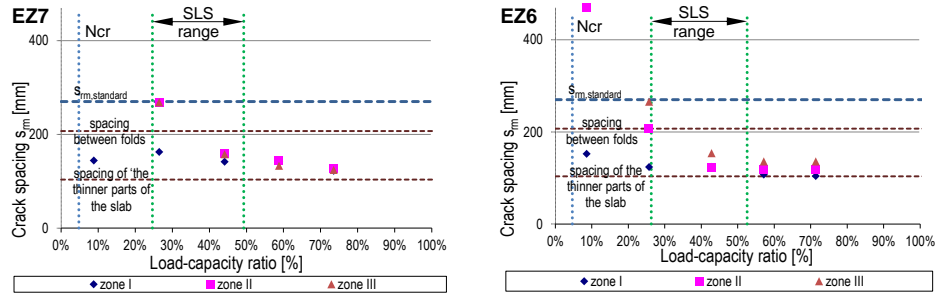 EZ7
Ncr
SLS
range
400
200
0
Crack spacing srm [mm]
srm,standard
spacing
between folds
spacing of 'the
thinner parts of
the slab
0% 10% 20% 30% 40% 50% 60% 70% 80% 90% 100%
Load-capacity ratio [%]
zone I zone II zone III
EZ6
Ncr
SLS
range
400
200
0
Crack spacing srm [mm]
srm,standard
spacing
between folds
spacing of the
thinner parts of
the slab
0% 10% 20% 30% 40% 50% 60% 70% 80% 90% 100%
Load-capacity ratio [%]
zone I zone II zone III